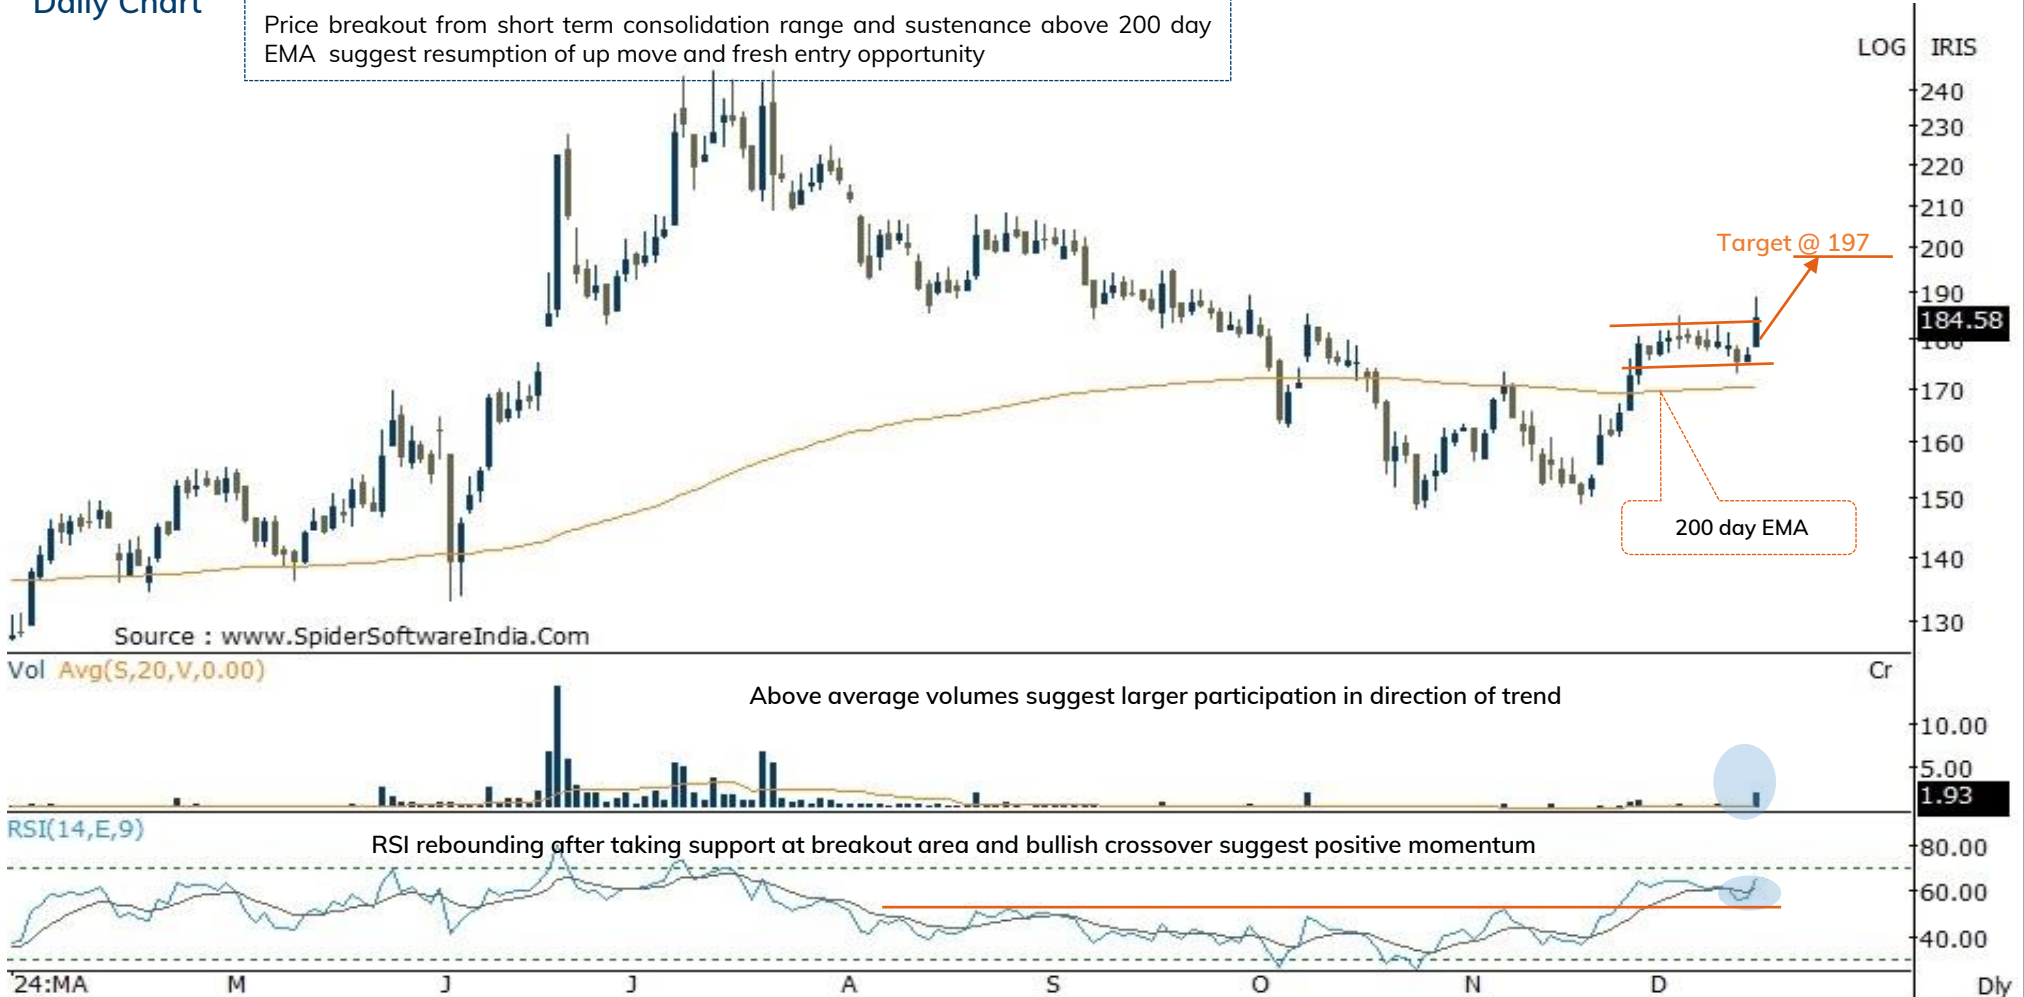 Daily Chart
Price breakout from short term consolidation range and sustenance above 200 day
EMA suggest resumption of up move and fresh entry opportunity
LOG IRIS
240
230
220
210
Target @ 197
200
190
184.58
180
170
160
150
200 day EMA
140
130
Source : www.SpiderSoftwareIndia.Com
Vol Avg(S,20,V,0.00)
Cr
Above average volumes suggest larger participation in direction of trend
10.00
5.00
1.93
RSI(14,E,9)
RSI rebounding after taking support at breakout area and bullish crossover suggest positive momentum
80.00
60.00
40.00
'24:MA M J J A S O N D Dly